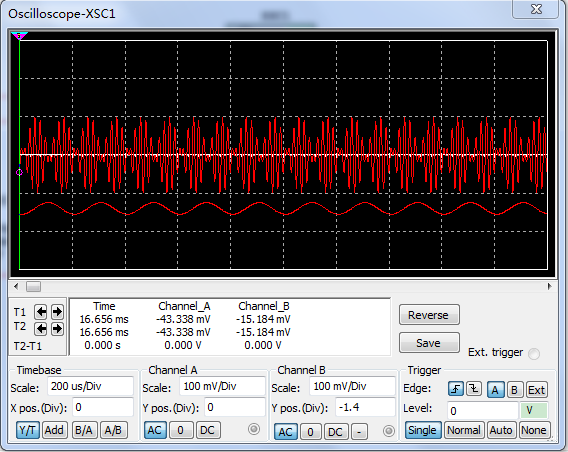 Oscilloscope-XSC1
Time Channel_A Channel_B
T1 16.656 ms -43.338 mV -15.184 mV
T2 16.656 ms -43.338 mV -15.184 mV
T2-T1 0.000 s 0.000 V 0.000 V
Reverse
Save
Ext. trigger
Timebase
Scale: 200 us/Div
X pos.(Div): 0
Y/T Add B/A A/B
Channel A
Scale: 100 mV/Div
Y pos.(Div): 0
AC 0 DC
Channel B
Scale: 100 mV/Div
Y pos.(Div): -1.4
AC 0 DC -
Trigger
Edge: A B Ext
Level: 0 V
Single Normal Auto None